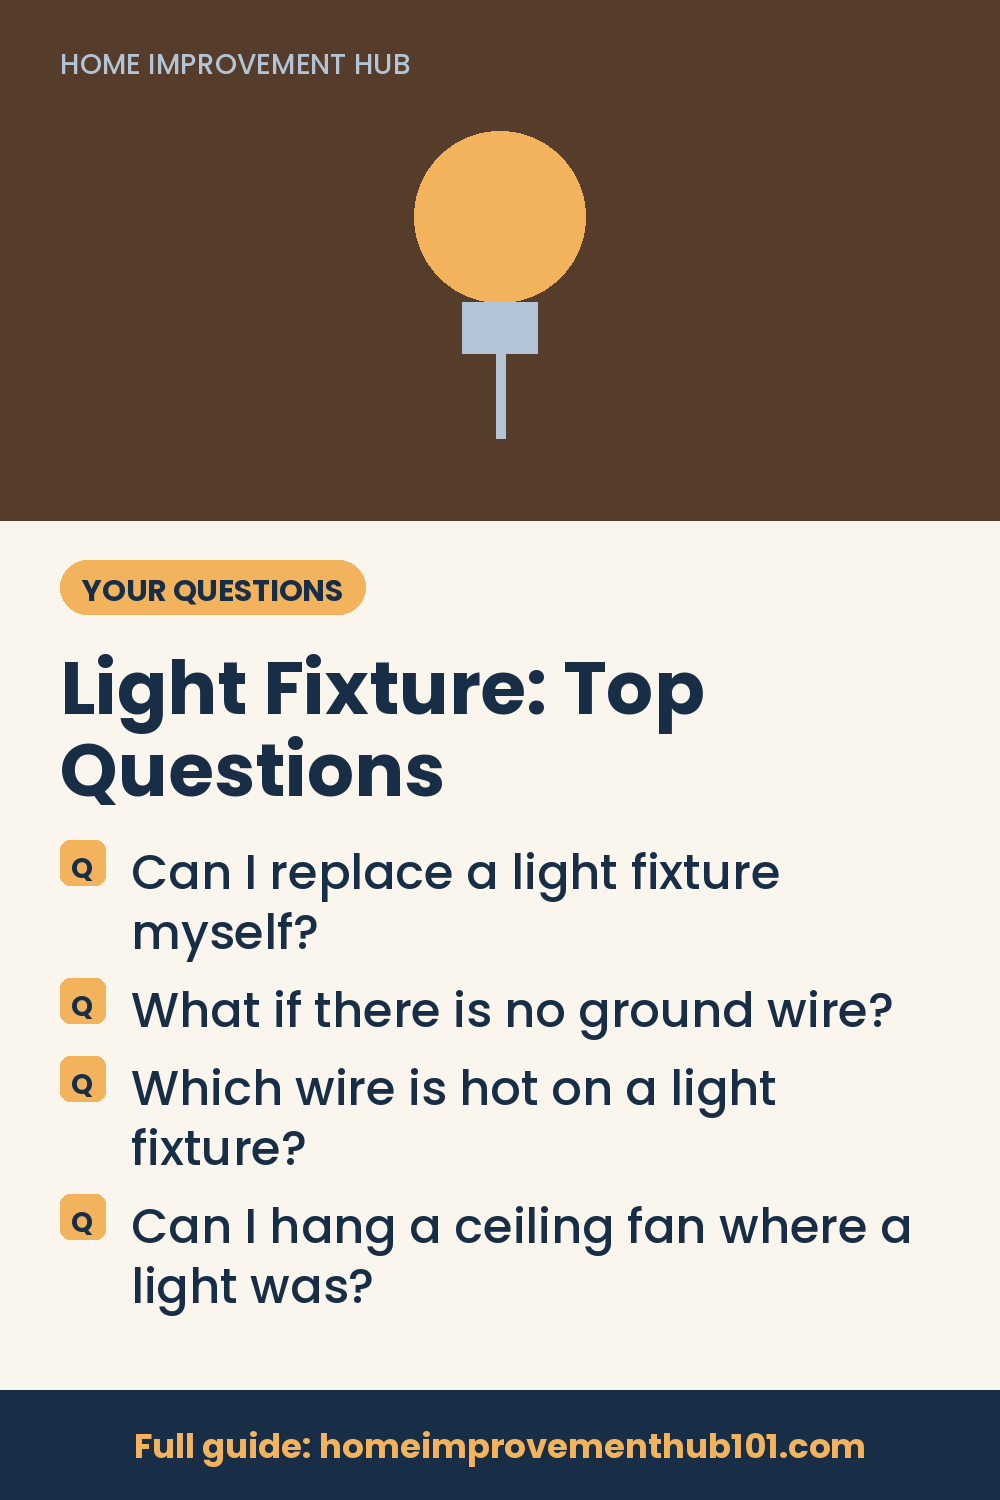 HOME IMPROVEMENT HUB
YOUR QUESTIONS
Light Fixture: Top
Questions
Q Can I replace a light fixture
myself?
Q What if there is no ground wire?
Q Which wire is hot on a light
fixture?
Q Can I hang a ceiling fan where a
light was?
Full guide: homeimprovementhub101.com